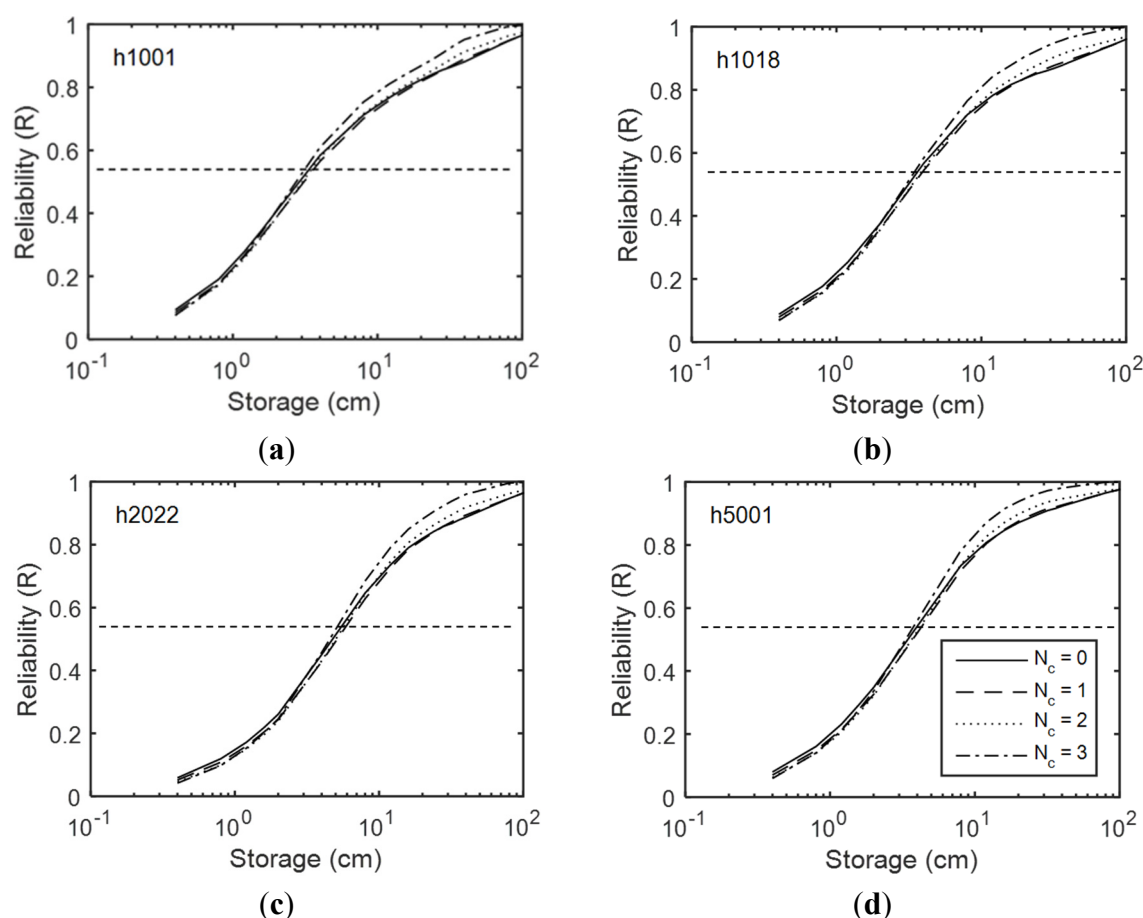 h1001
Reliability (R)
1
0.8
0.6
0.4
0.2
0
10^-1 10^0 10^1 10^2
Storage (cm)
(a)
h1018
Reliability (R)
1
0.8
0.6
0.4
0.2
0
10^-1 10^0 10^1 10^2
Storage (cm)
(b)
h2022
Reliability (R)
1
0.8
0.6
0.4
0.2
0
10^-1 10^0 10^1 10^2
Storage (cm)
(c)
h5001
Reliability (R)
1
0.8
0.6
0.4
0.2
0
N_c = 0
N_c = 1
N_c = 2
N_c = 3
10^-1 10^0 10^1 10^2
Storage (cm)
(d)